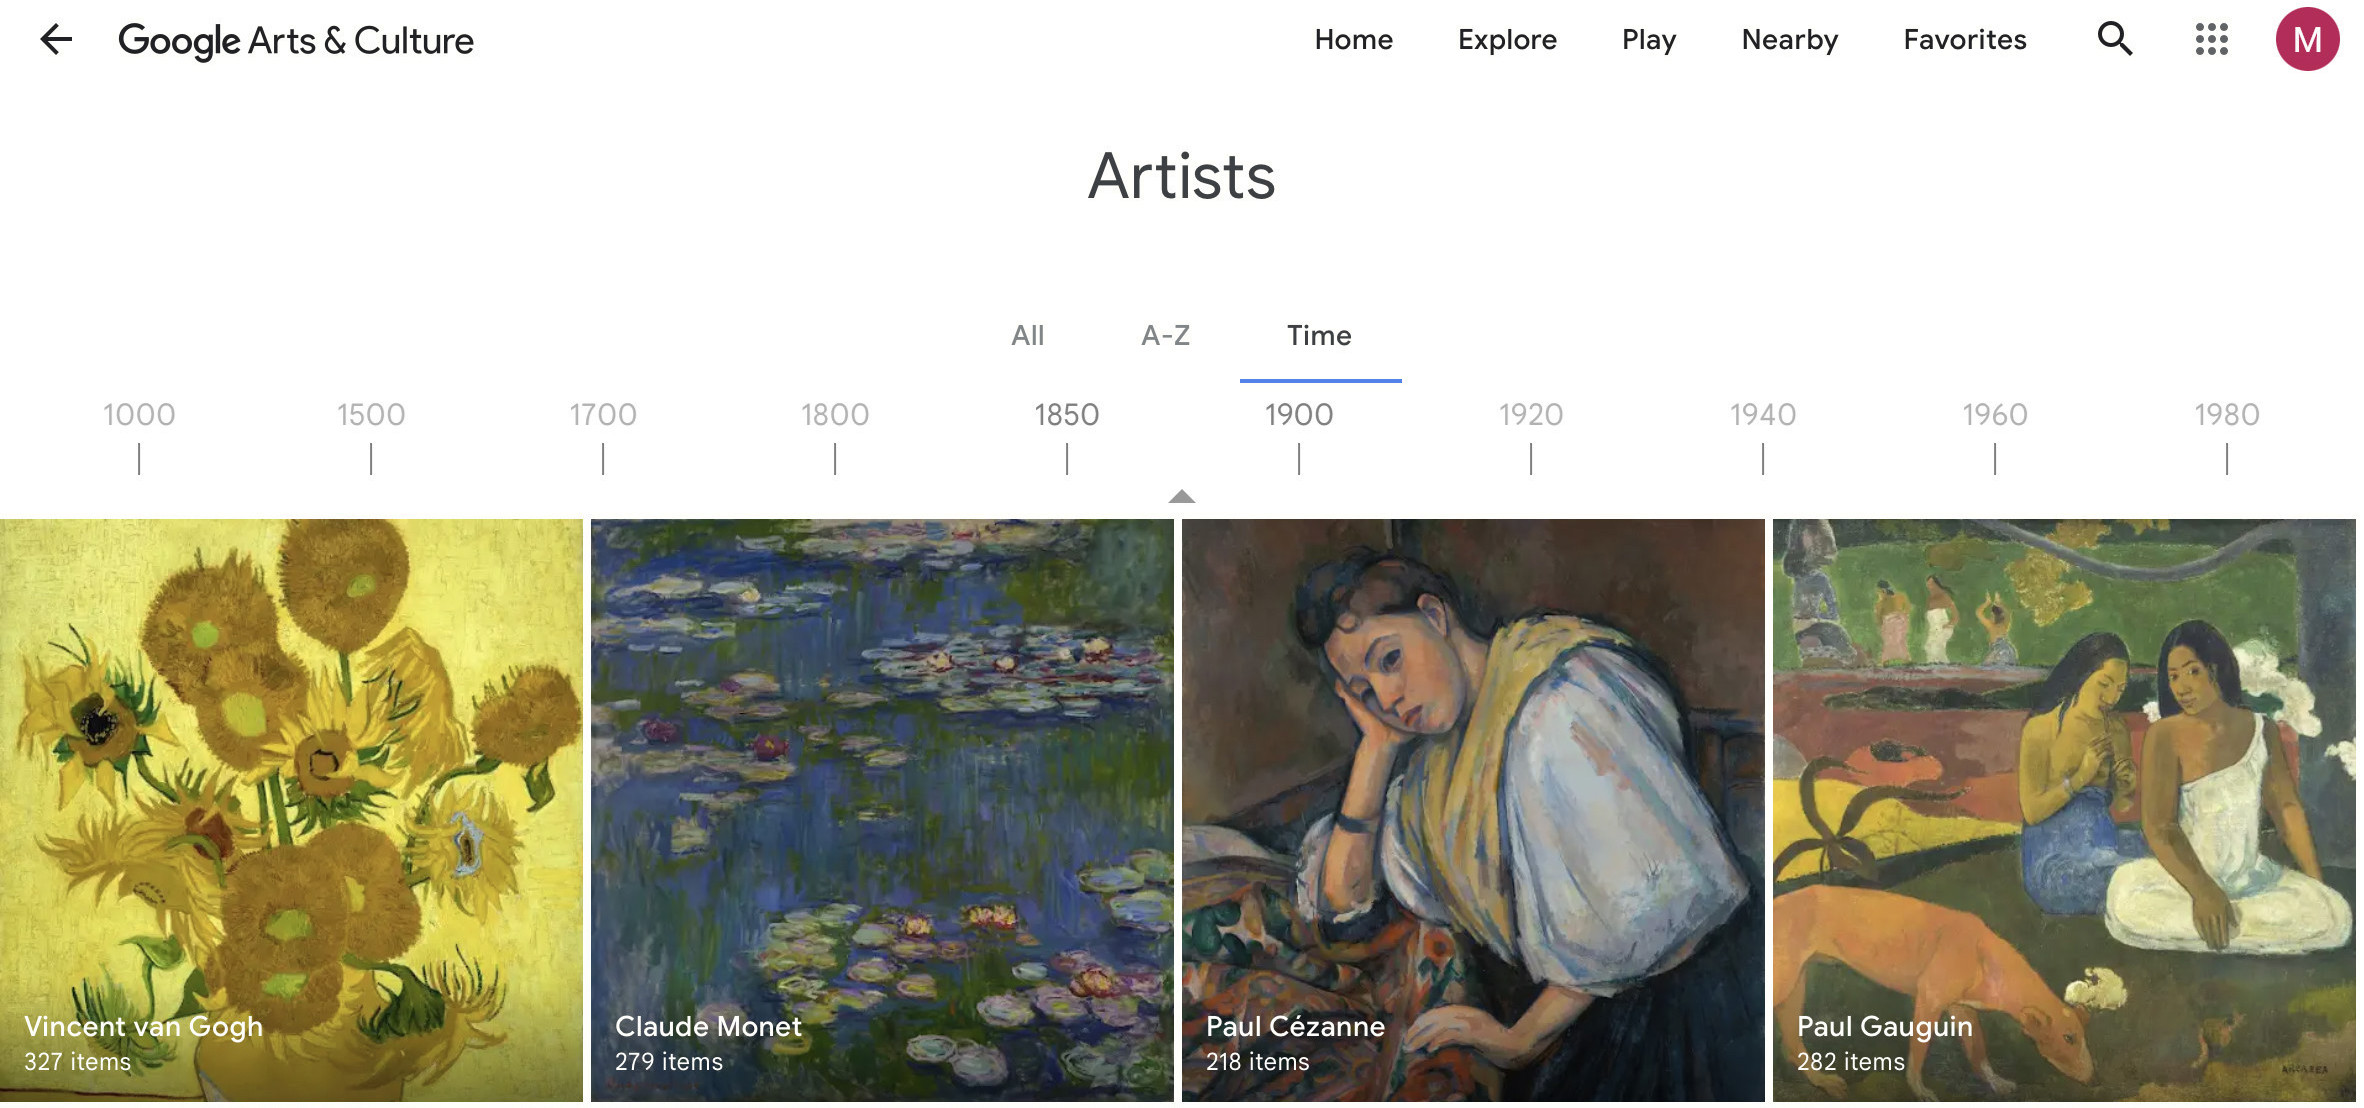 Google Arts & Culture Home Explore Play Nearby Favorites M
Artists
All A-Z Time
1000 1500 1700 1800 1850 1900 1920 1940 1960 1980
Vincent van Gogh
327 items
Claude Monet
279 items
Paul Cézanne
218 items
Paul Gauguin
282 items